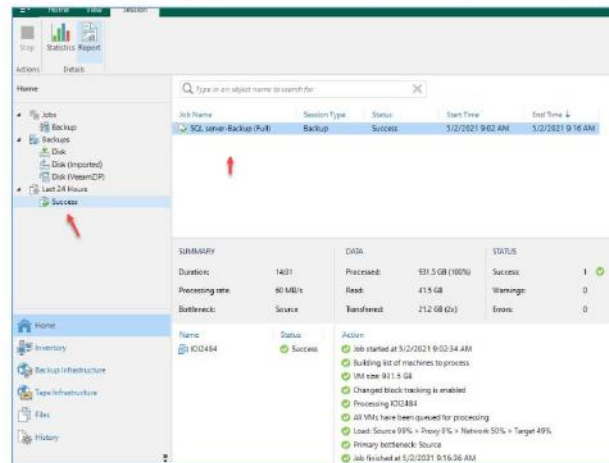 Home View Session
Stop Statistics Report
Actions Details
Home
Type in an object name to search for
Jobs
Backup
Backups
Disk
Disk (Imported)
Disk (VeeamZIP)
Last 24 Hours
Success
Job Name Session Type Status Start Time End Time
SQL server-Backup (Full) Backup Success 5/2/2021 9:02 AM 5/2/2021 9:16 AM
SUMMARY DATA STATUS
Duration: 14:01 Processed: 931.5 GB (100%) Success: 1
Processing rate: 60 MB/s Read: 41.5 GB Warnings: 0
Bottleneck: Source Transferred: 21.2 GB (2x) Errors: 0
Home
Inventory
Backup Infrastructure
Tape Infrastructure
Files
History
Name Status Action
IOI2484 Success
Job started at 5/2/2021 9:02:34 AM
Building list of machines to process
VM size: 931.5 GB
Changed block tracking is enabled
Processing IOI2484
All VMs have been queued for processing
Load: Source 99% > Proxy 8% > Network 50% > Target 49%
Primary bottleneck: Source
Job finished at 5/2/2021 9:16:36 AM